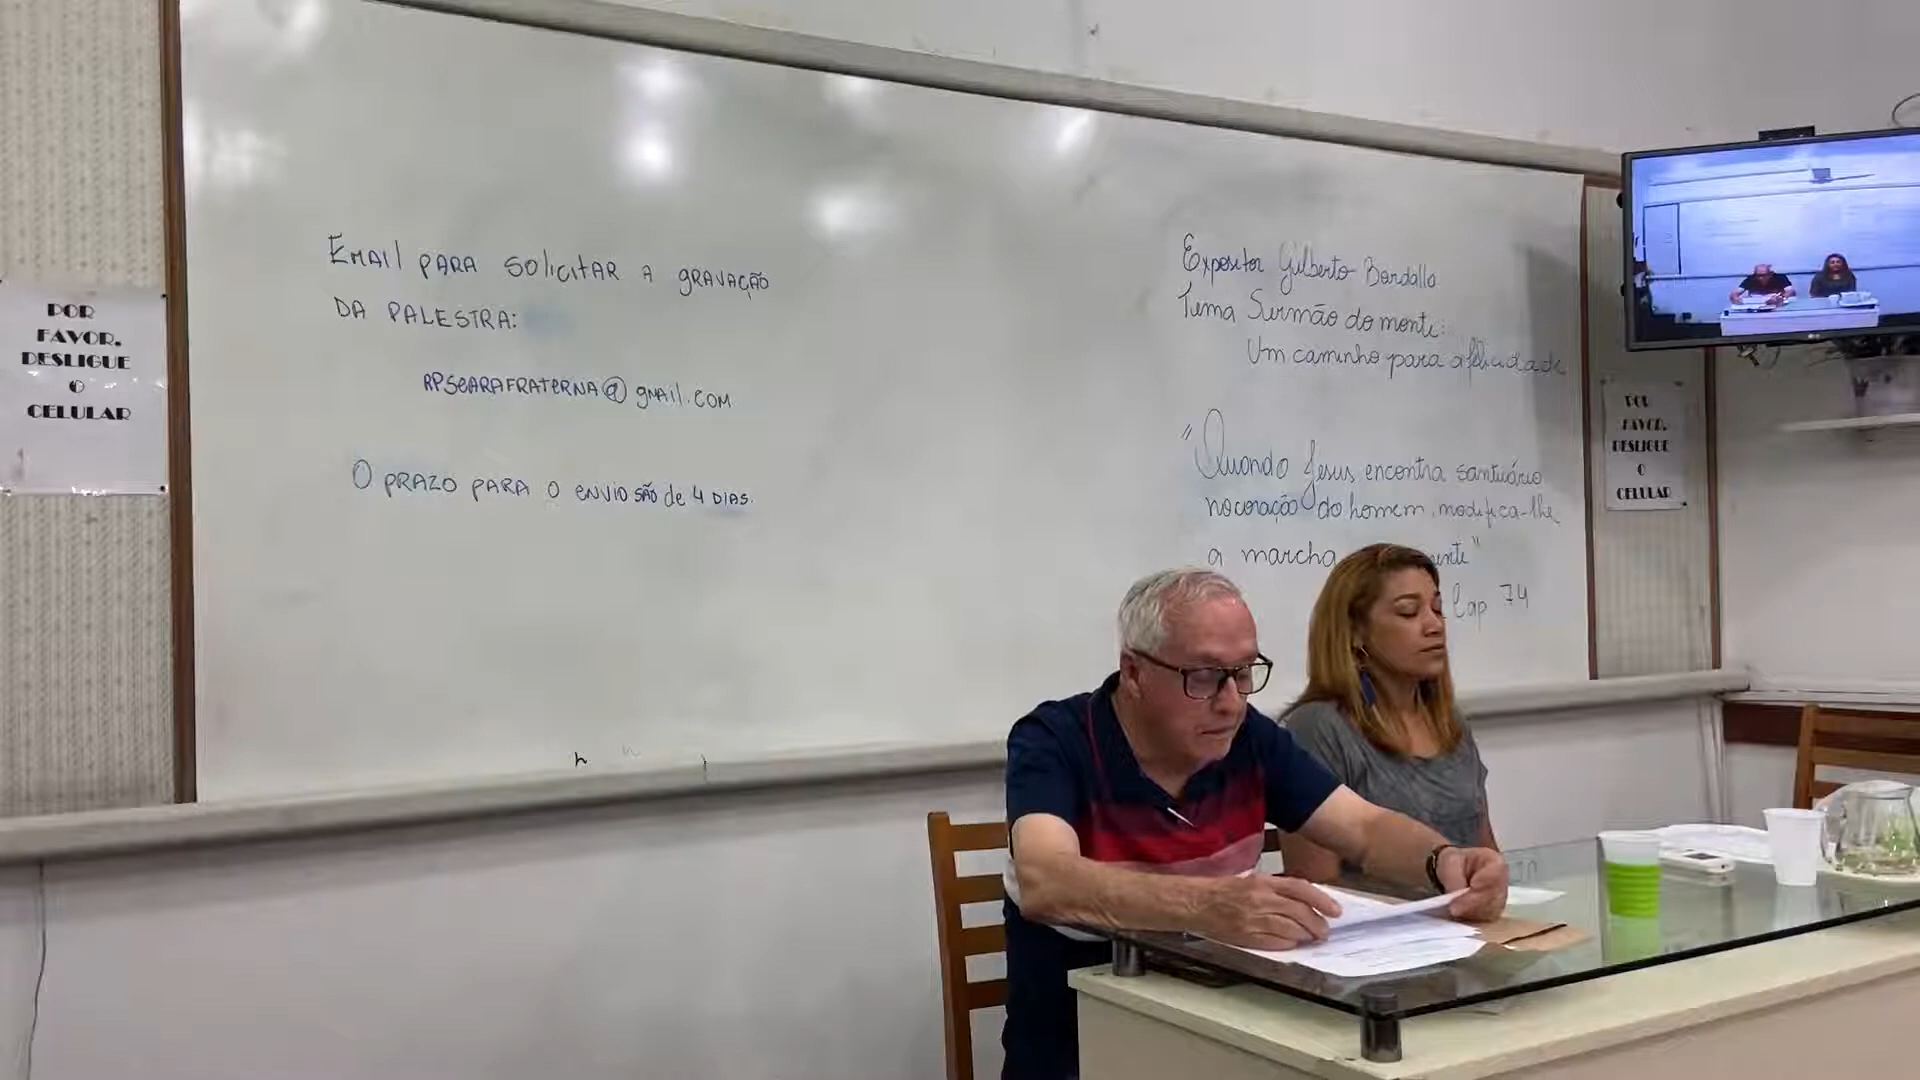 POR
FAVOR,
DESLIGUE
O
CELULAR
EMAIL PARA SOLICITAR A GRAVAÇÃO
DA PALESTRA:
RPSEARAFRATERNA@gmail.com
O PRAZO PARA O ENVIO SÃO de 4 DIAS.
Expositor Gilberto Bardallo
Tema Sermão do monte:
Um caminho para a felicidade
"Quando Jesus encontra santuário
no coração do homem, modifica-lhe
a marcha
Cap 74
POR
FAVOR,
DESLIGUE
O
CELULAR